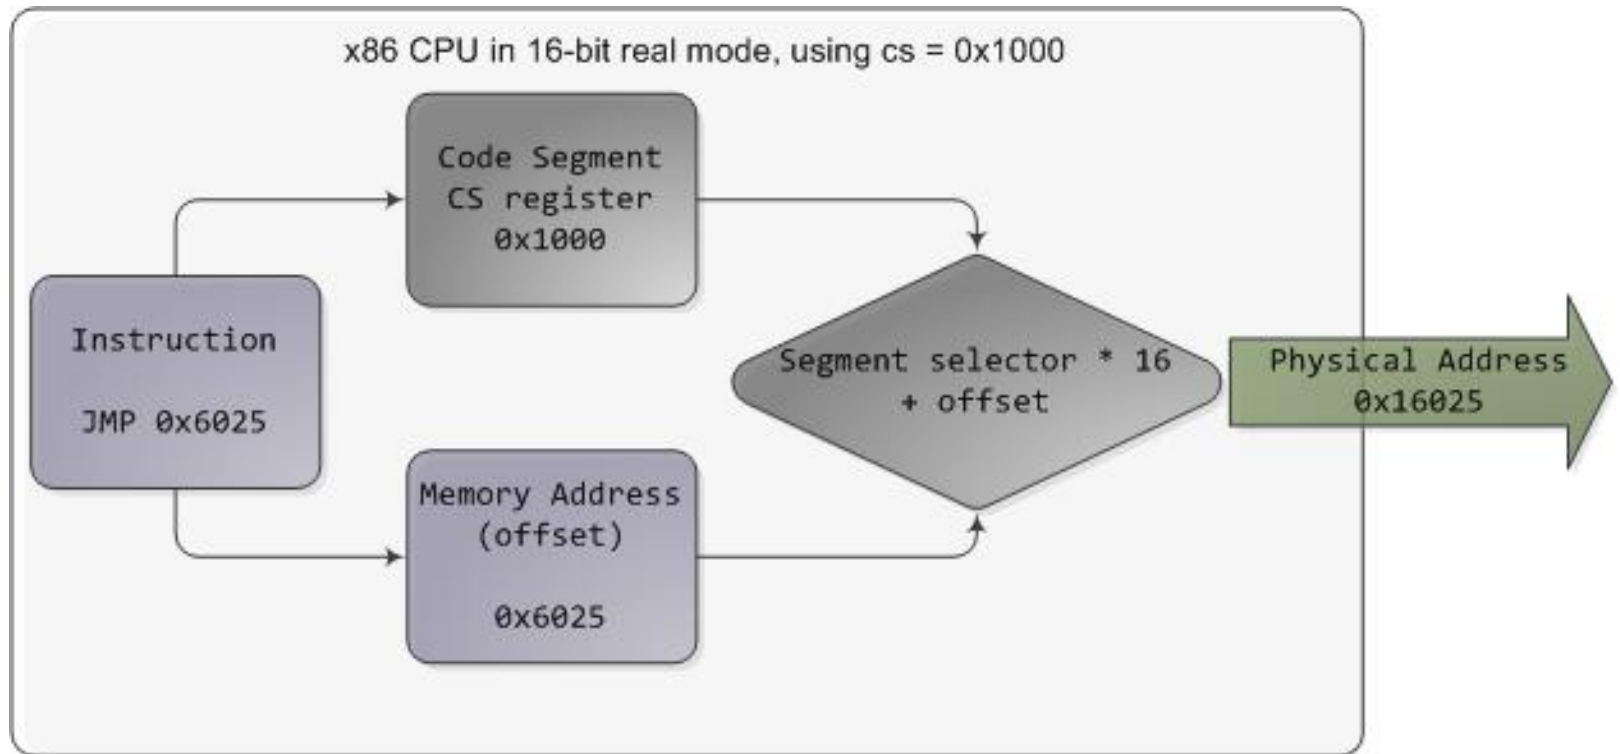 x86 CPU in 16-bit real mode, using cs = 0x1000
Code Segment
CS register
0x1000
Instruction
JMP 0x6025
Memory Address
(offset)
0x6025
Segment selector * 16
+ offset
Physical Address
0x16025